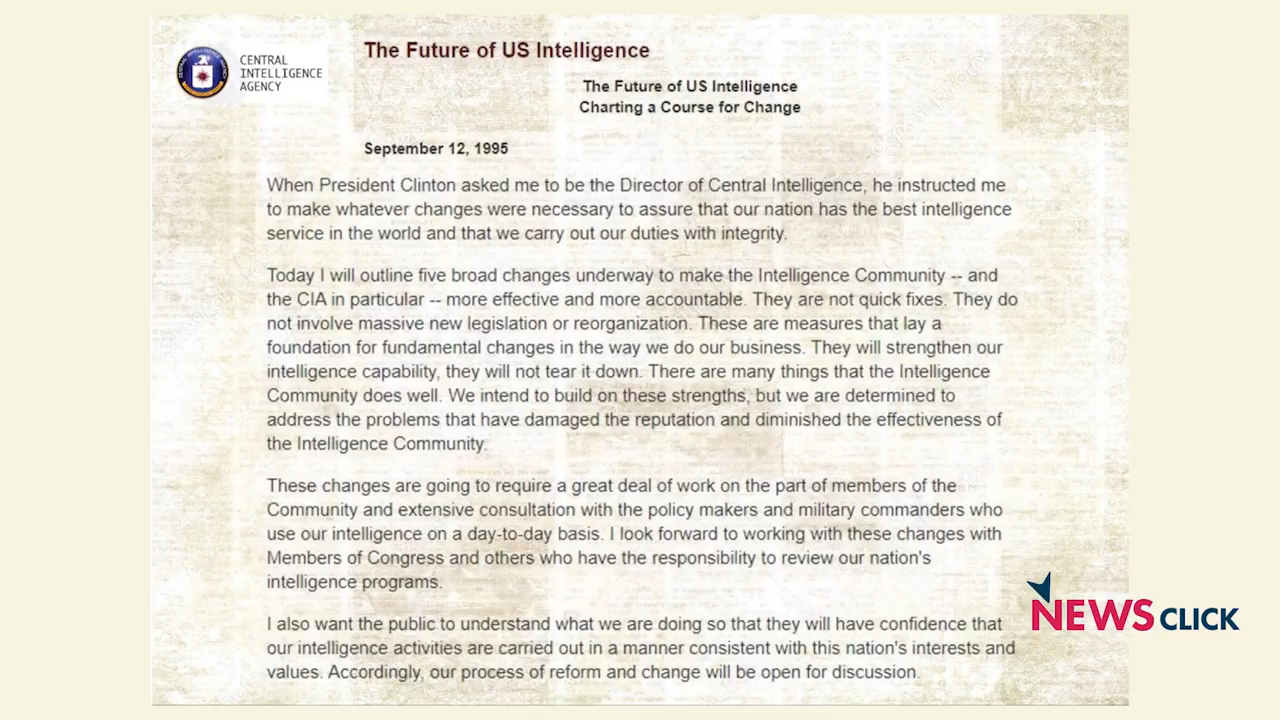 CENTRAL
INTELLIGENCE
AGENCY
The Future of US Intelligence
The Future of US Intelligence
Charting a Course for Change
September 12, 1995
When President Clinton asked me to be the Director of Central Intelligence, he instructed me
to make whatever changes were necessary to assure that our nation has the best intelligence
service in the world and that we carry out our duties with integrity.
Today I will outline five broad changes underway to make the Intelligence Community -- and
the CIA in particular -- more effective and more accountable. They are not quick fixes. They do
not involve massive new legislation or reorganization. These are measures that lay a
foundation for fundamental changes in the way we do our business. They will strengthen our
intelligence capability, they will not tear it down. There are many things that the Intelligence
Community does well. We intend to build on these strengths, but we are determined to
address the problems that have damaged the reputation and diminished the effectiveness of
the Intelligence Community.
These changes are going to require a great deal of work on the part of members of the
Community and extensive consultation with the policy makers and military commanders who
use our intelligence on a day-to-day basis. I look forward to working with these changes with
Members of Congress and others who have the responsibility to review our nation's
intelligence programs.
I also want the public to understand what we are doing so that they will have confidence that
our intelligence activities are carried out in a manner consistent with this nation's interests and
values. Accordingly, our process of reform and change will be open for discussion.
NEWS CLICK